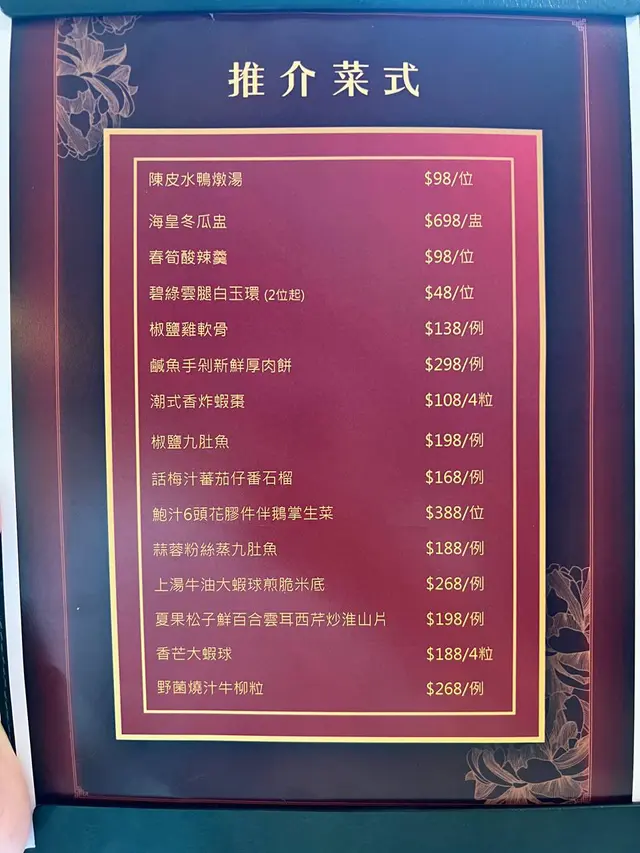 推介菜式
陳皮水鴨燉湯 $98/位
海皇冬瓜盅 $698/盅
春筍酸辣羹 $98/位
碧綠雲腿白玉環 (2位起) $48/位
椒鹽雞軟骨 $138/例
鹹魚手剁新鮮厚肉餅 $298/例
潮式香炸蝦棗 $108/4粒
椒鹽九肚魚 $198/例
話梅汁蕃茄仔番石榴 $168/例
鮑汁6頭花膠件伴鵝掌生菜 $388/位
蒜蓉粉絲蒸九肚魚 $188/例
上湯牛油大蝦球煎脆米底 $268/例
夏果松子鮮百合雲耳西芹炒淮山片 $198/例
香芒大蝦球 $188/4粒
野菌燒汁牛柳粒 $268/例